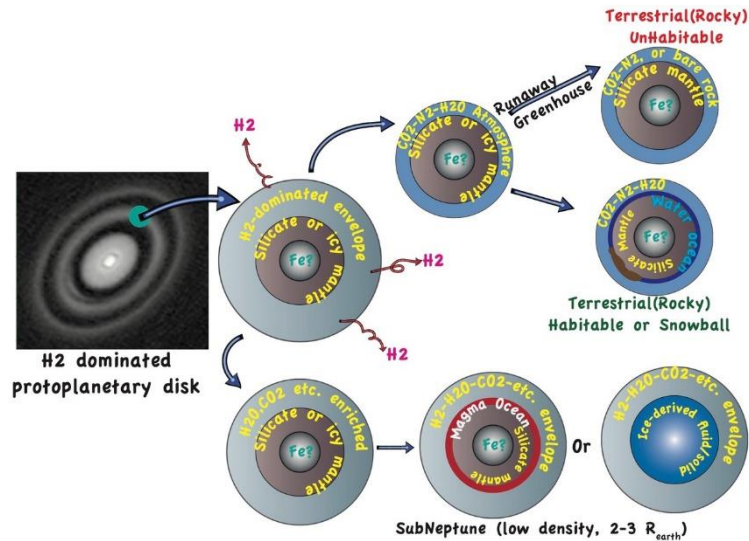 H2 dominated
protoplanetary disk
H2
H2
H2
H2-dominated envelope
Silicate or icy mantle
Fe?
CO2-N2-H2O Atmosphere
Silicate or icy mantle
Fe?
Runaway
Greenhouse
Terrestrial(Rocky)
UnHabitable
CO2-N2, or bare rock
Silicate mantle
Fe?
CO2-N2-H2O
Water ocean
Silicate Mantle
Fe?
Terrestrial(Rocky)
Habitable or Snowball
H2O,CO2 etc. enriched
Silicate or icy mantle
Fe?
H2-H2O-CO2-etc. envelope
Magma Ocean
Silicate mantle
Fe?
Or
H2-H2O-CO2-etc. envelope
Ice-derived fluid/solid
SubNeptune (low density, 2-3 Rearth)